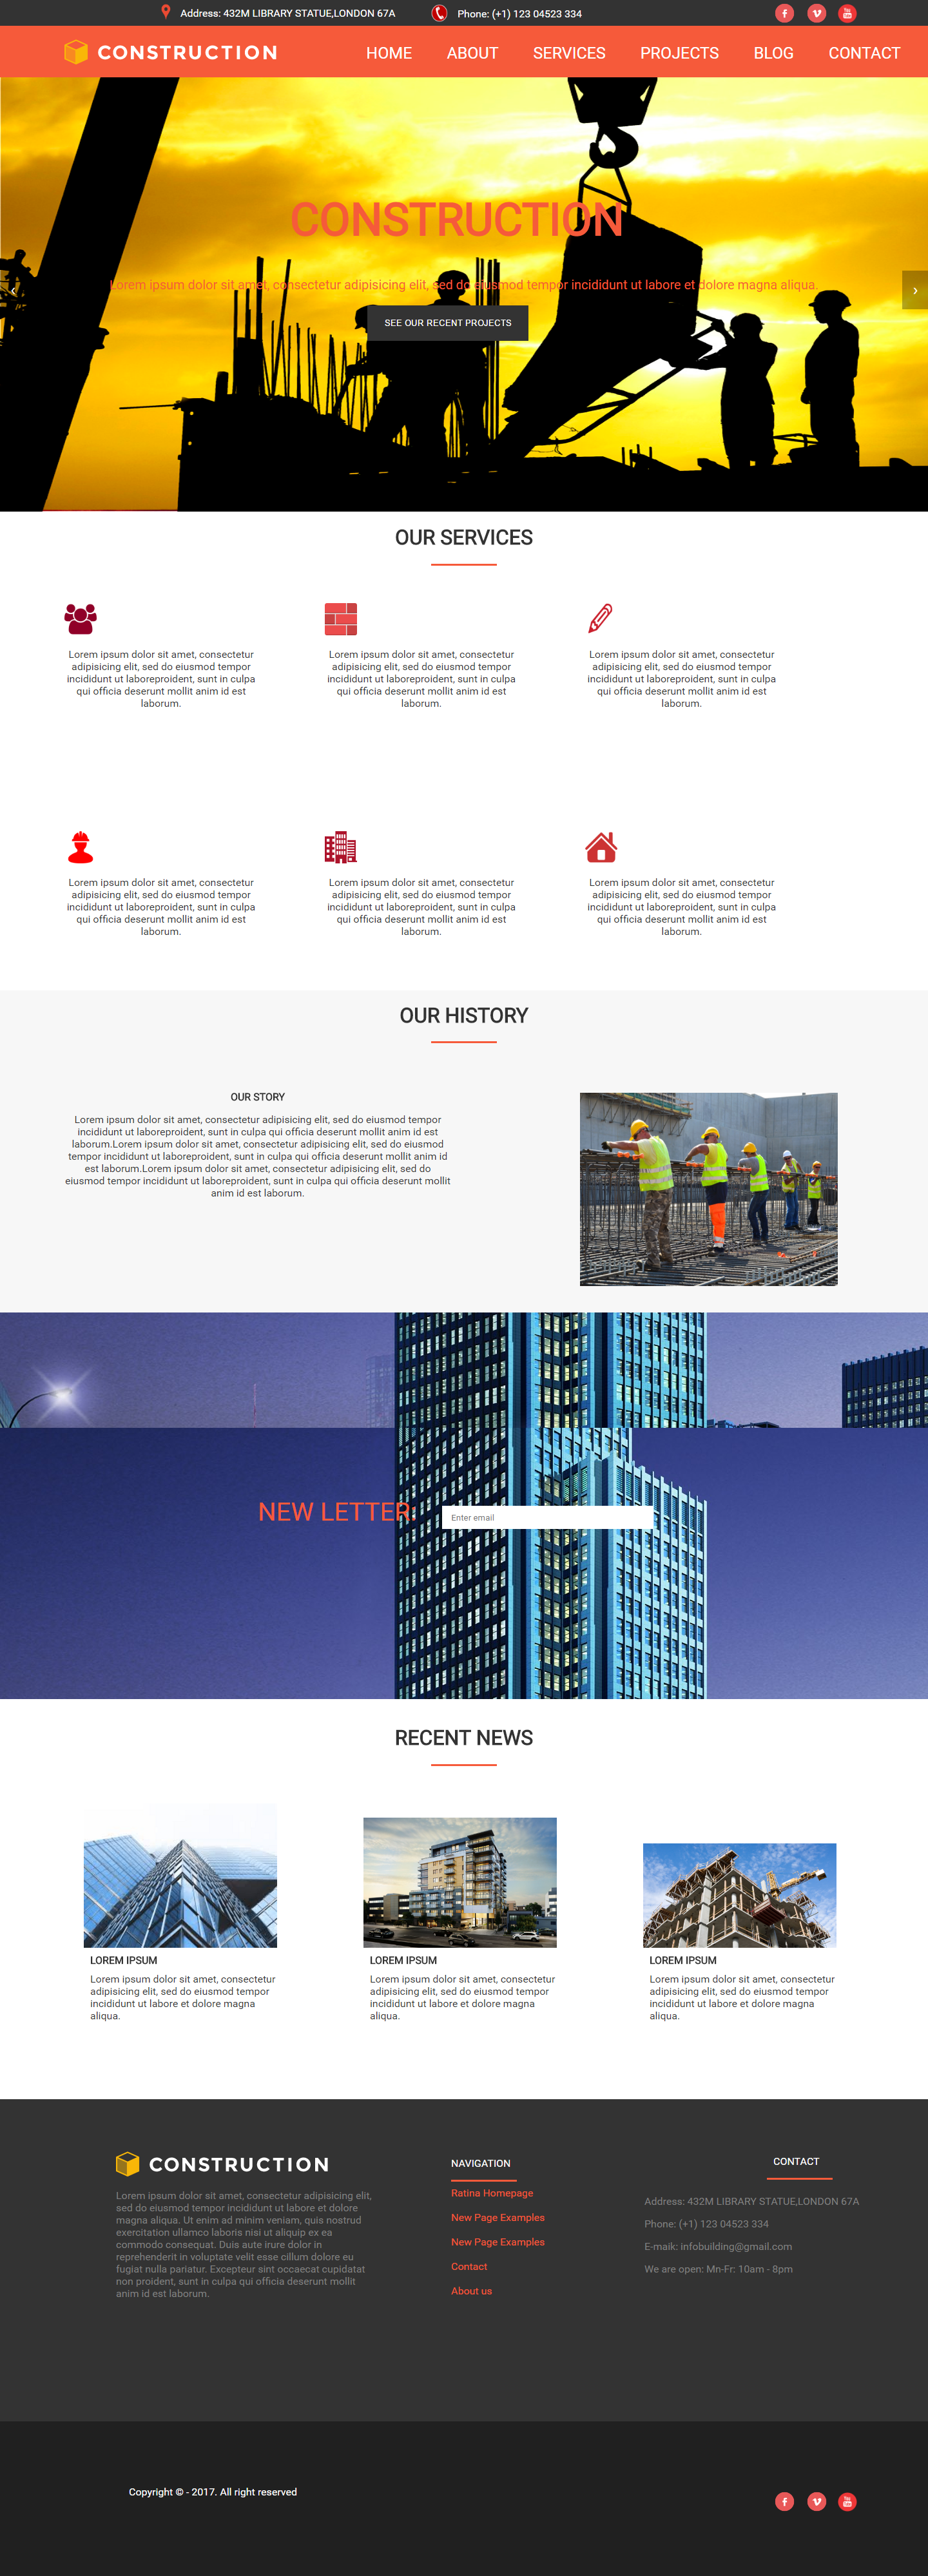 Address: 432M LIBRARY STATUE,LONDON 67A
Phone: (+1) 123 04523 334
CONSTRUCTION
HOME ABOUT SERVICES PROJECTS BLOG CONTACT
CONSTRUCTION
Lorem ipsum dolor sit amet, consectetur adipisicing elit, sed do eiusmod tempor incididunt ut labore et dolore magna aliqua.
SEE OUR RECENT PROJECTS
OUR SERVICES
Lorem ipsum dolor sit amet, consectetur
adipisicing elit, sed do eiusmod tempor
incididunt ut laboreproident, sunt in culpa
qui officia deserunt mollit anim id est
laborum.
Lorem ipsum dolor sit amet, consectetur
adipisicing elit, sed do eiusmod tempor
incididunt ut laboreproident, sunt in culpa
qui officia deserunt mollit anim id est
laborum.
Lorem ipsum dolor sit amet, consectetur
adipisicing elit, sed do eiusmod tempor
incididunt ut laboreproident, sunt in culpa
qui officia deserunt mollit anim id est
laborum.
Lorem ipsum dolor sit amet, consectetur
adipisicing elit, sed do eiusmod tempor
incididunt ut laboreproident, sunt in culpa
qui officia deserunt mollit anim id est
laborum.
Lorem ipsum dolor sit amet, consectetur
adipisicing elit, sed do eiusmod tempor
incididunt ut laboreproident, sunt in culpa
qui officia deserunt mollit anim id est
laborum.
Lorem ipsum dolor sit amet, consectetur
adipisicing elit, sed do eiusmod tempor
incididunt ut laboreproident, sunt in culpa
qui officia deserunt mollit anim id est
laborum.
OUR HISTORY
OUR STORY
Lorem ipsum dolor sit amet, consectetur adipisicing elit, sed do eiusmod tempor
incididunt ut laboreproident, sunt in culpa qui officia deserunt mollit anim id est
laborum.Lorem ipsum dolor sit amet, consectetur adipisicing elit, sed do eiusmod
tempor incididunt ut laboreproident, sunt in culpa qui officia deserunt mollit anim id
est laborum.Lorem ipsum dolor sit amet, consectetur adipisicing elit, sed do
eiusmod tempor incididunt ut laboreproident, sunt in culpa qui officia deserunt mollit
anim id est laborum.
NEW LETTER:
Enter email
RECENT NEWS
LOREM IPSUM
Lorem ipsum dolor sit amet, consectetur
adipisicing elit, sed do eiusmod tempor
incididunt ut labore et dolore magna
aliqua.
LOREM IPSUM
Lorem ipsum dolor sit amet, consectetur
adipisicing elit, sed do eiusmod tempor
incididunt ut labore et dolore magna
aliqua.
LOREM IPSUM
Lorem ipsum dolor sit amet, consectetur
adipisicing elit, sed do eiusmod tempor
incididunt ut labore et dolore magna
aliqua.
CONSTRUCTION
Lorem ipsum dolor sit amet, consectetur adipisicing elit,
sed do eiusmod tempor incididunt ut labore et dolore
magna aliqua. Ut enim ad minim veniam, quis nostrud
exercitation ullamco laboris nisi ut aliquip ex ea
commodo consequat. Duis aute irure dolor in
reprehenderit in voluptate velit esse cillum dolore eu
fugiat nulla pariatur. Excepteur sint occaecat cupidatat
non proident, sunt in culpa qui officia deserunt mollit
anim id est laborum.
NAVIGATION
Ratina Homepage
New Page Examples
New Page Examples
Contact
About us
CONTACT
Address: 432M LIBRARY STATUE,LONDON 67A
Phone: (+1) 123 04523 334
E-maik: infobuilding@gmail.com
We are open: Mn-Fr: 10am - 8pm
Copyright © - 2017. All right reserved